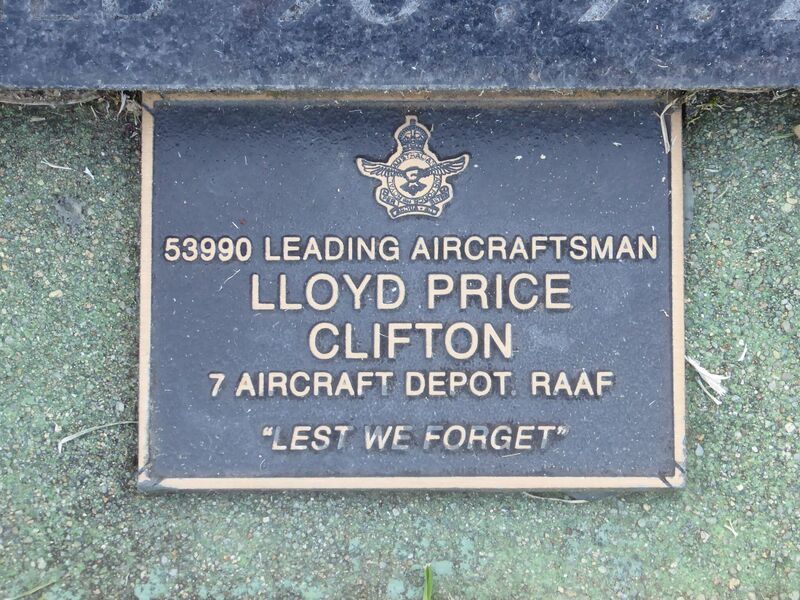 53990 LEADING AIRCRAFTSMAN
LLOYD PRICE
CLIFTON
7 AIRCRAFT DEPOT RAAF
"LEST WE FORGET"